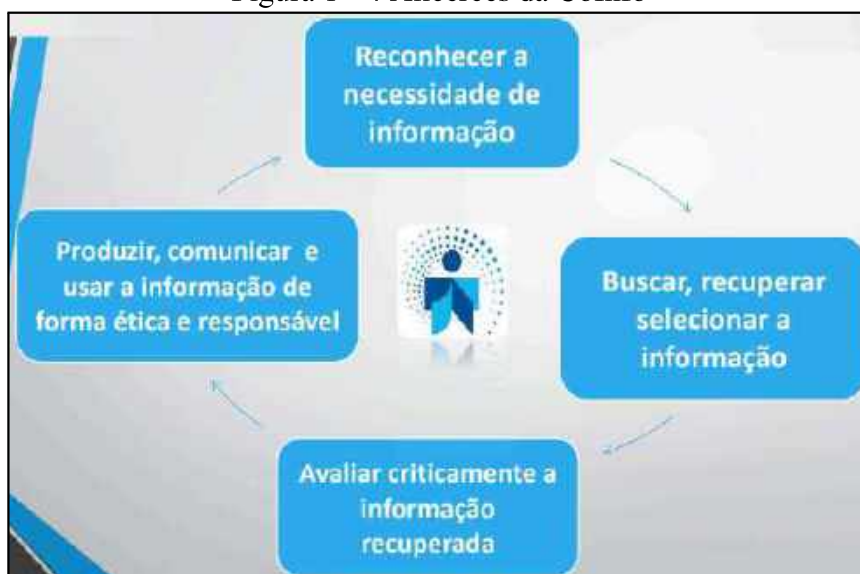 Reconhecer a
necessidade de
informação
Buscar, recuperar
selecionar a
informação
Avaliar criticamente a
informação
recuperada
Produzir, comunicar e
usar a informação de
forma ética e responsável